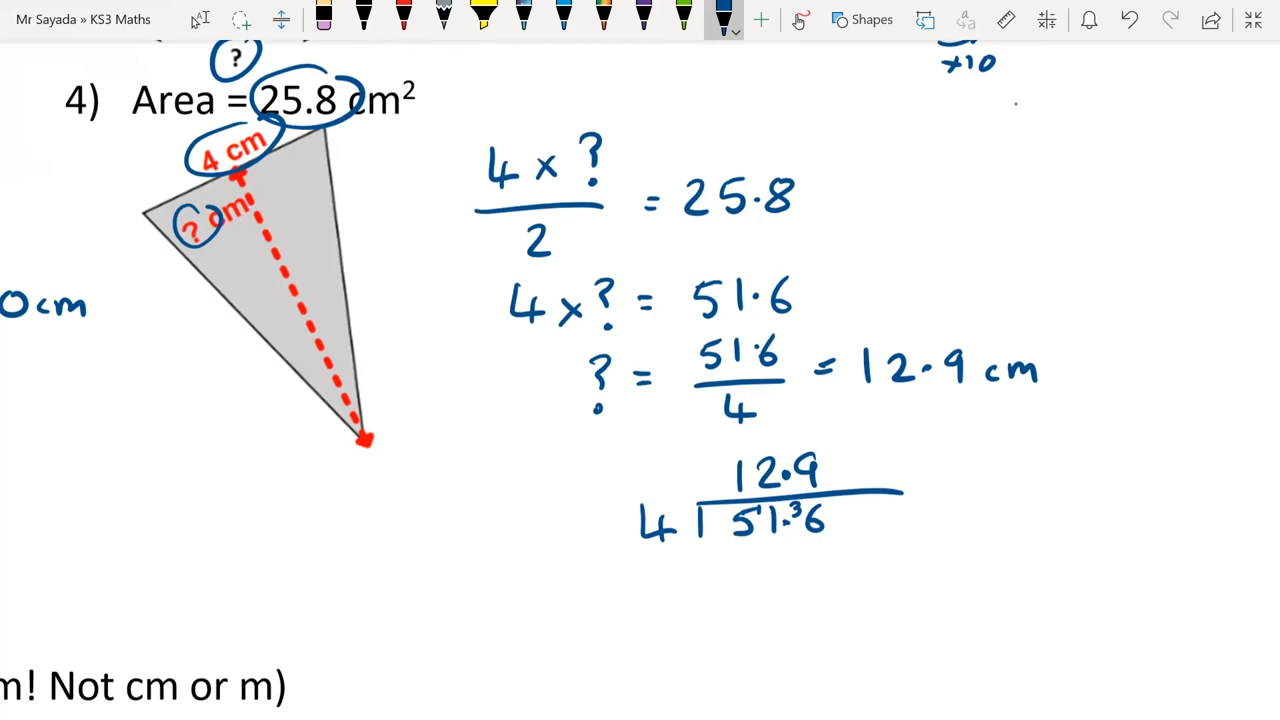 Mr Sayada » KS3 Maths
Shapes
?
×10
4) Area = 25.8 cm²
4 cm
? cm
0cm
4 × ?
2
= 25.8
4 × ? = 51.6
? = 51.6
4
= 12.9 cm
12.9
4 51.³6
m! Not cm or m)